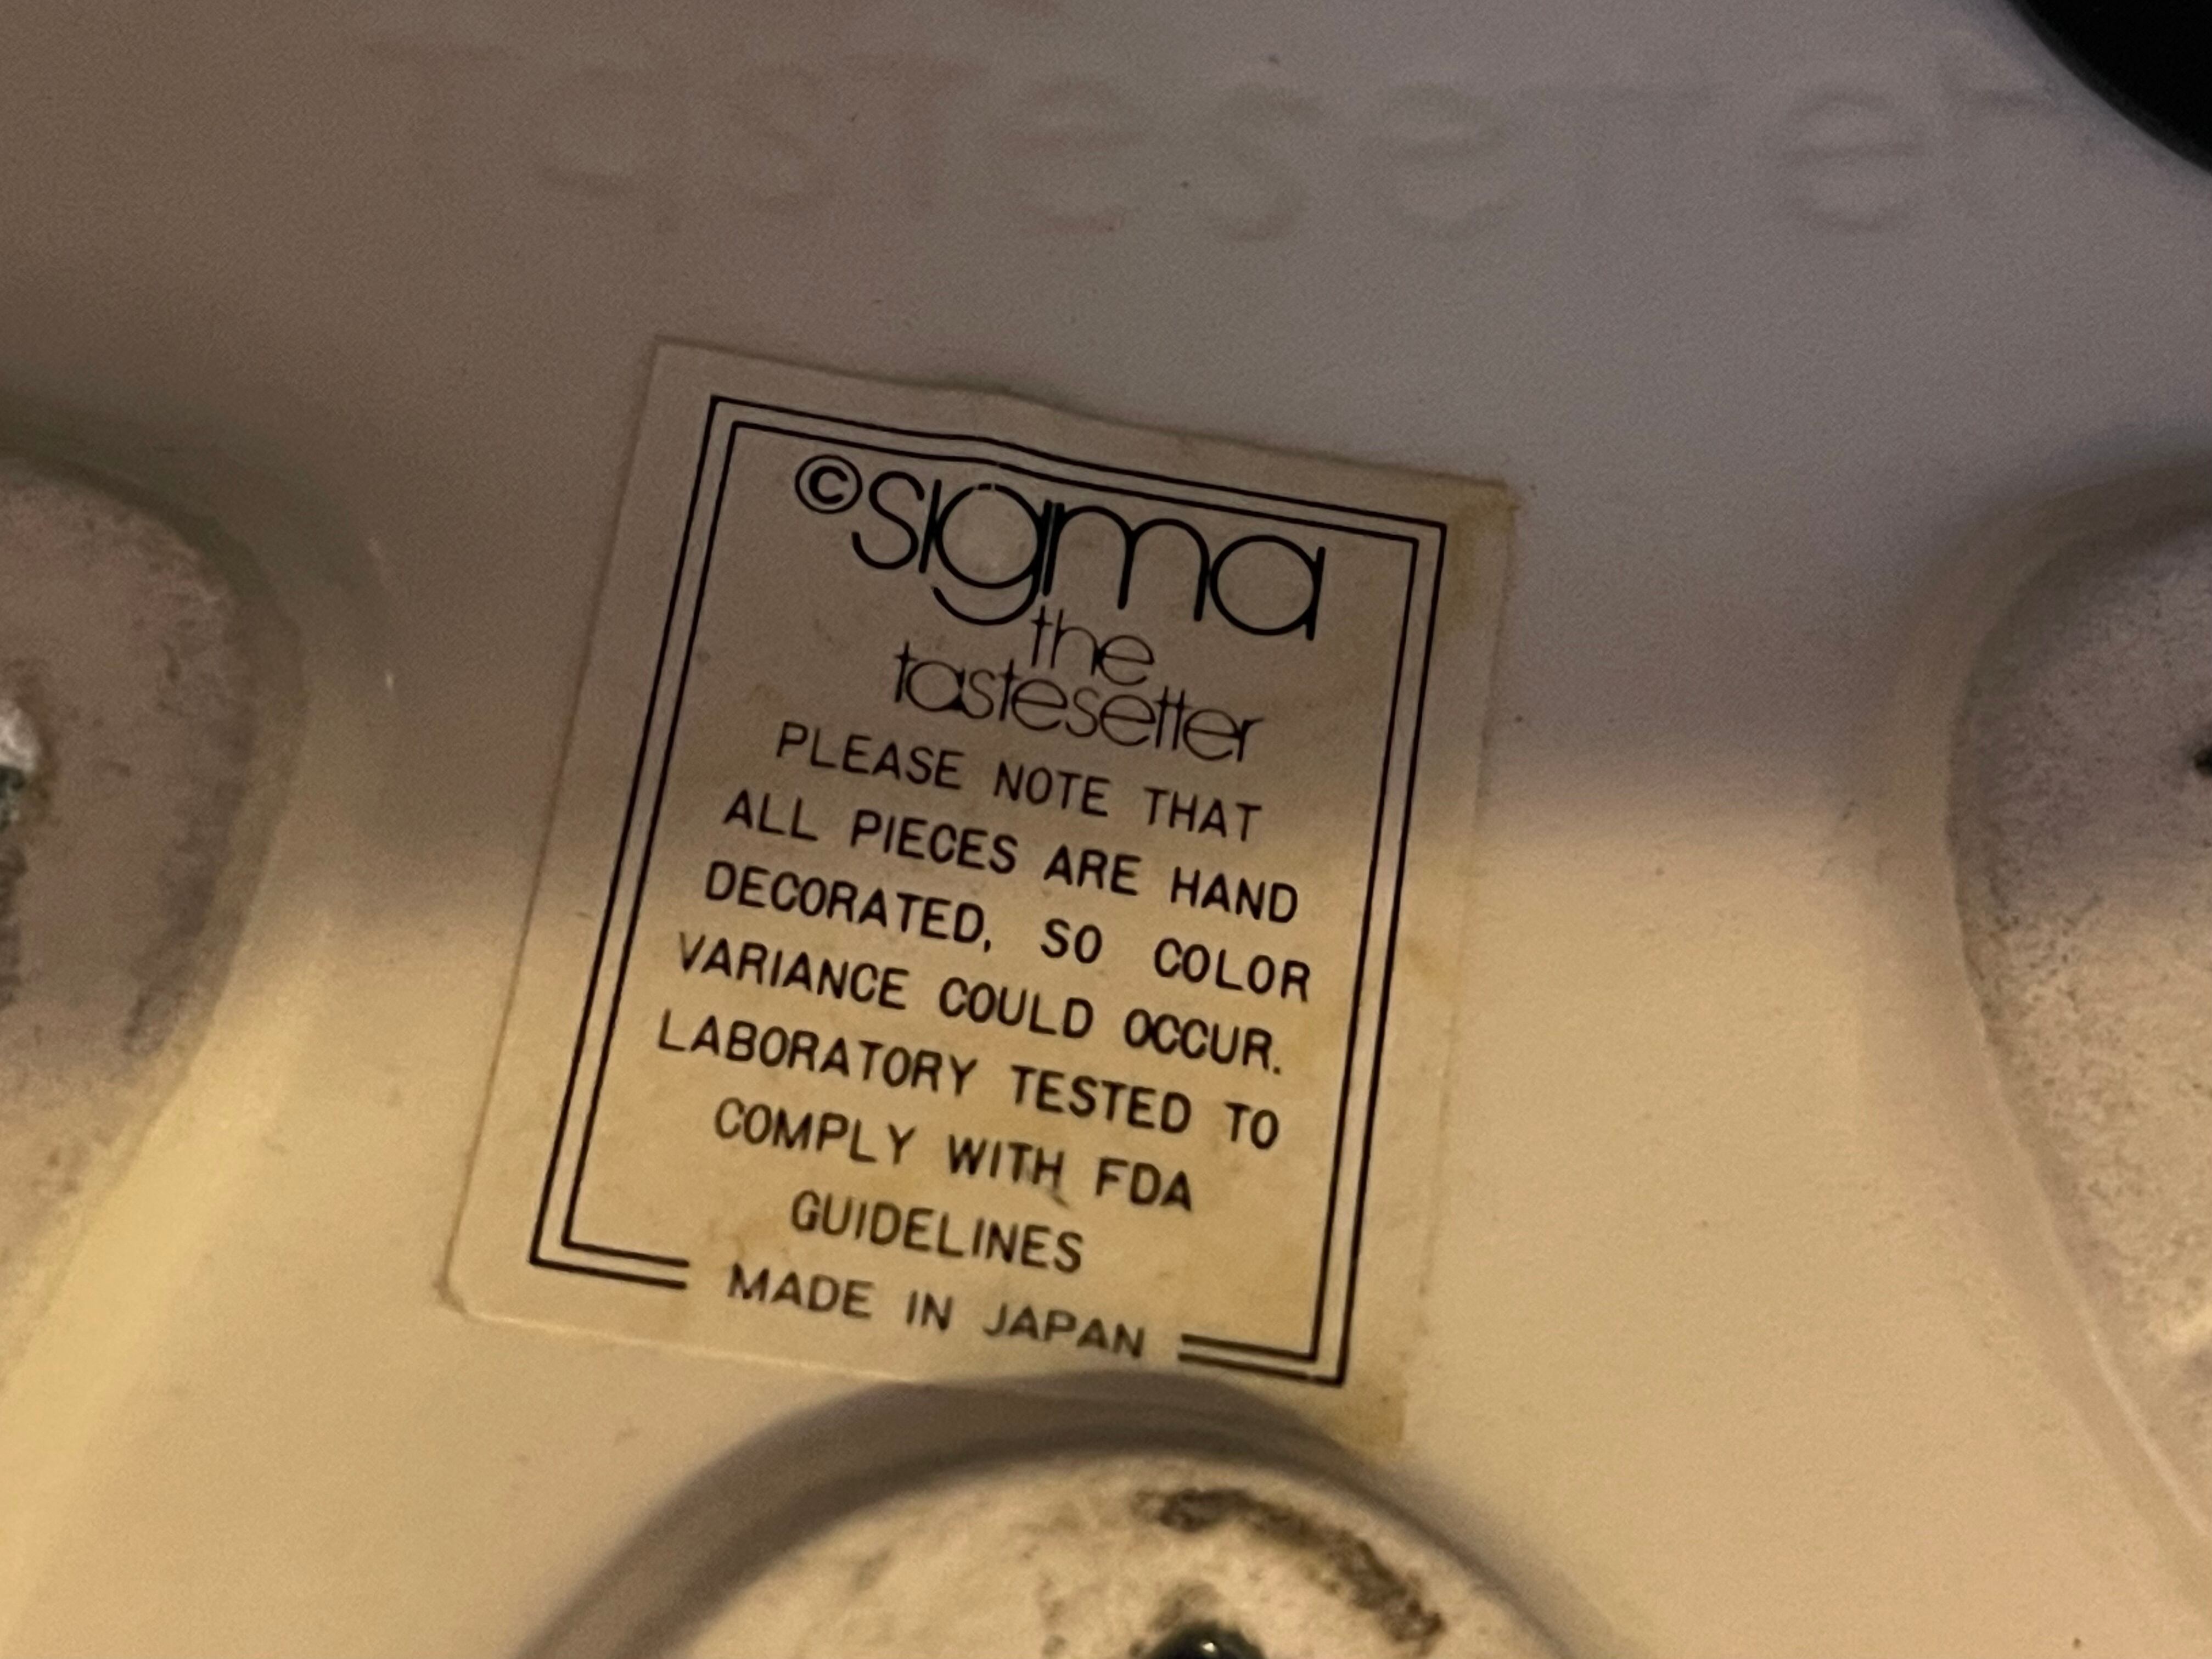 Tastesetter
©sigma
the
tastesetter
PLEASE NOTE THAT
ALL PIECES ARE HAND
DECORATED, SO COLOR
VARIANCE COULD OCCUR.
LABORATORY TESTED TO
COMPLY WITH FDA
GUIDELINES
MADE IN JAPAN